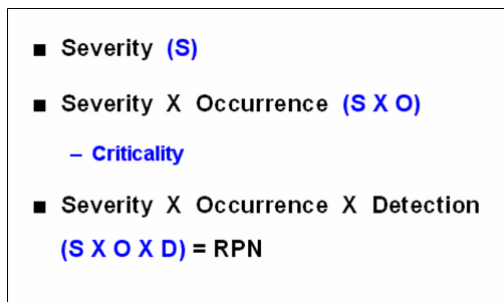 ■ Severity (S)
■ Severity X Occurrence (S X O)
– Criticality
■ Severity X Occurrence X Detection
(S X O X D) = RPN